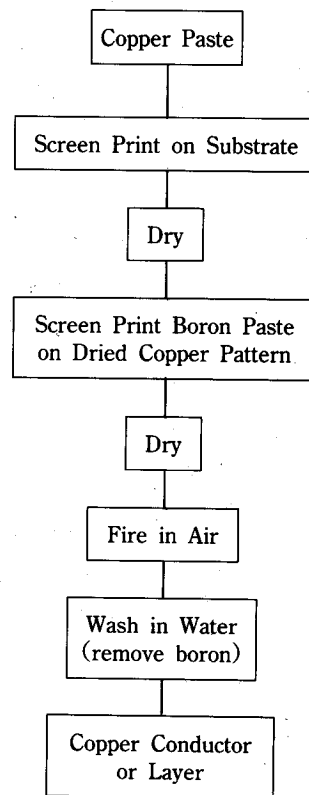 Copper Paste
Screen Print on Substrate
Dry
Screen Print Boron Paste
on Dried Copper Pattern
Dry
Fire in Air
Wash in Water
(remove boron)
Copper Conductor
or Layer